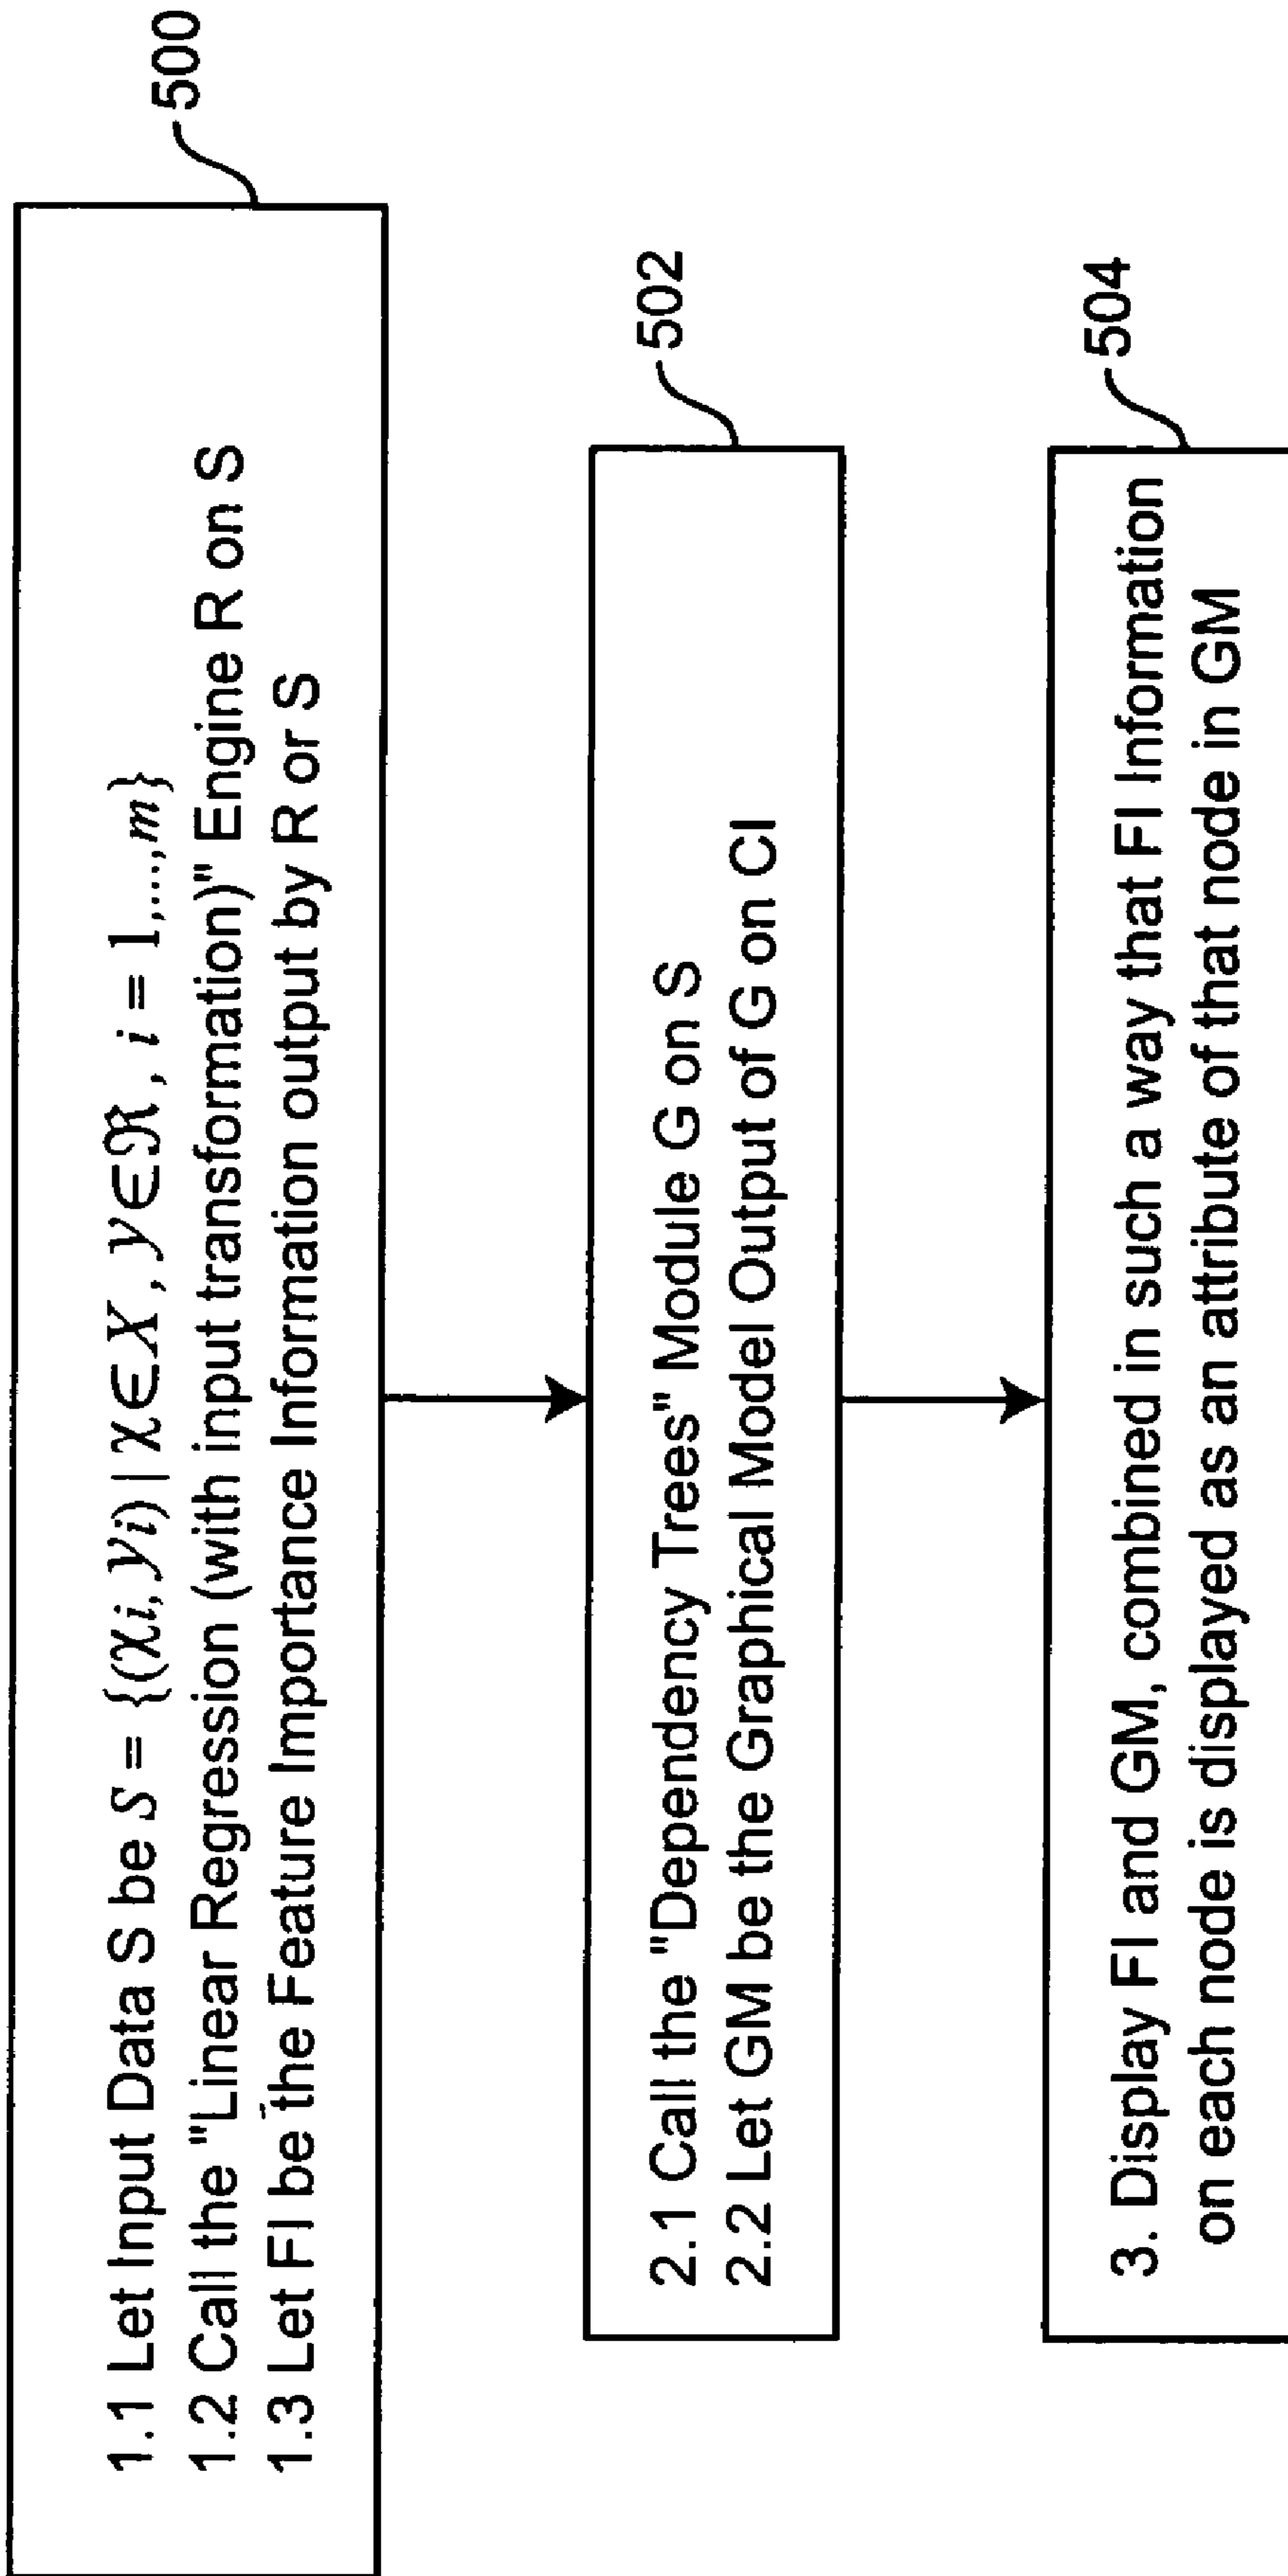 500
1.1 Let Input Data S be S = {(χi, yi) | χ∈X, y∈ℜ, i = 1,...,m}
1.2 Call the "Linear Regression (with input transformation)" Engine R on S
1.3 Let FI be the Feature Importance Information output by R or S
502
2.1 Call the "Dependency Trees" Module G on S
2.2 Let GM be the Graphical Model Output of G on CI
504
3. Display FI and GM, combined in such a way that FI Information
on each node is displayed as an attribute of that node in GM